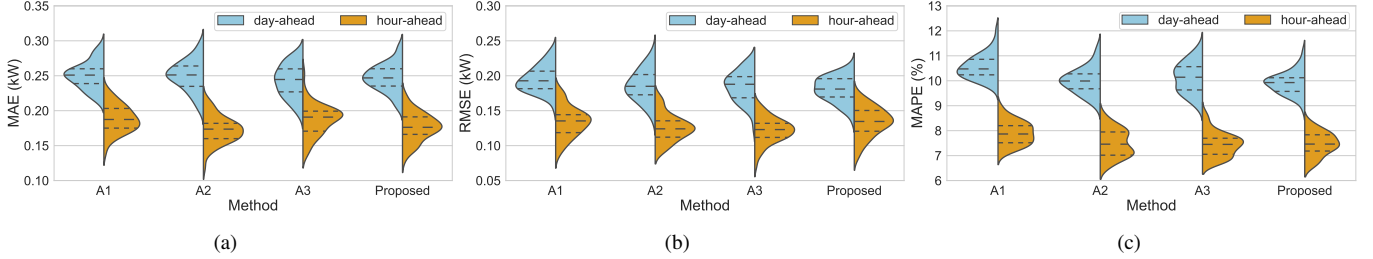 day-ahead hour-ahead
MAE (kW)
0.35
0.30
0.25
0.20
0.15
0.10
A1 A2 A3 Proposed
Method
(a)
day-ahead hour-ahead
RMSE (kW)
0.30
0.25
0.20
0.15
0.10
0.05
A1 A2 A3 Proposed
Method
(b)
day-ahead hour-ahead
MAPE (%)
13
12
11
10
9
8
7
6
A1 A2 A3 Proposed
Method
(c)